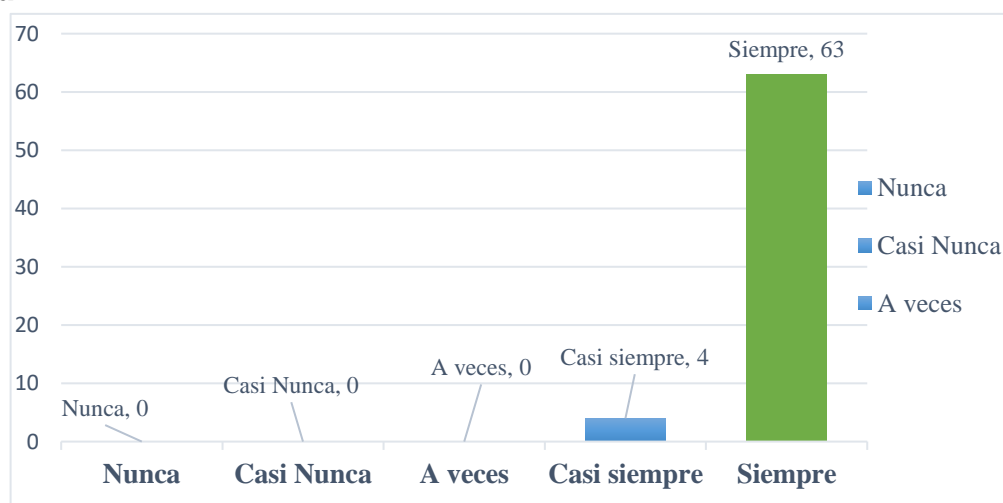 70
60
50
40
30
20
10
0
Siempre, 63
Casi siempre, 4
A veces, 0
Casi Nunca, 0
Nunca, 0
Nunca
Casi Nunca
A veces
Casi siempre
Siempre
Nunca
Casi Nunca
A veces